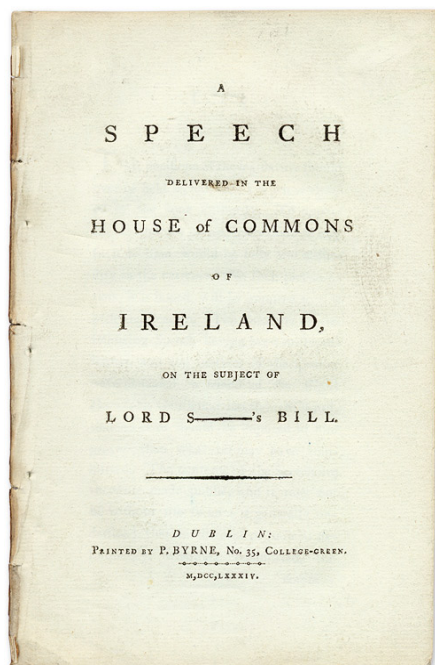 A
SPEECH
DELIVERED IN THE
HOUSE of COMMONS
OF
IRELAND,
ON THE SUBJECT OF
LORD S———'s BILL.
DUBLIN:
PRINTED BY P. BYRNE, No. 35, COLLEGE-GREEN.
M,DCC,LXXXIV.